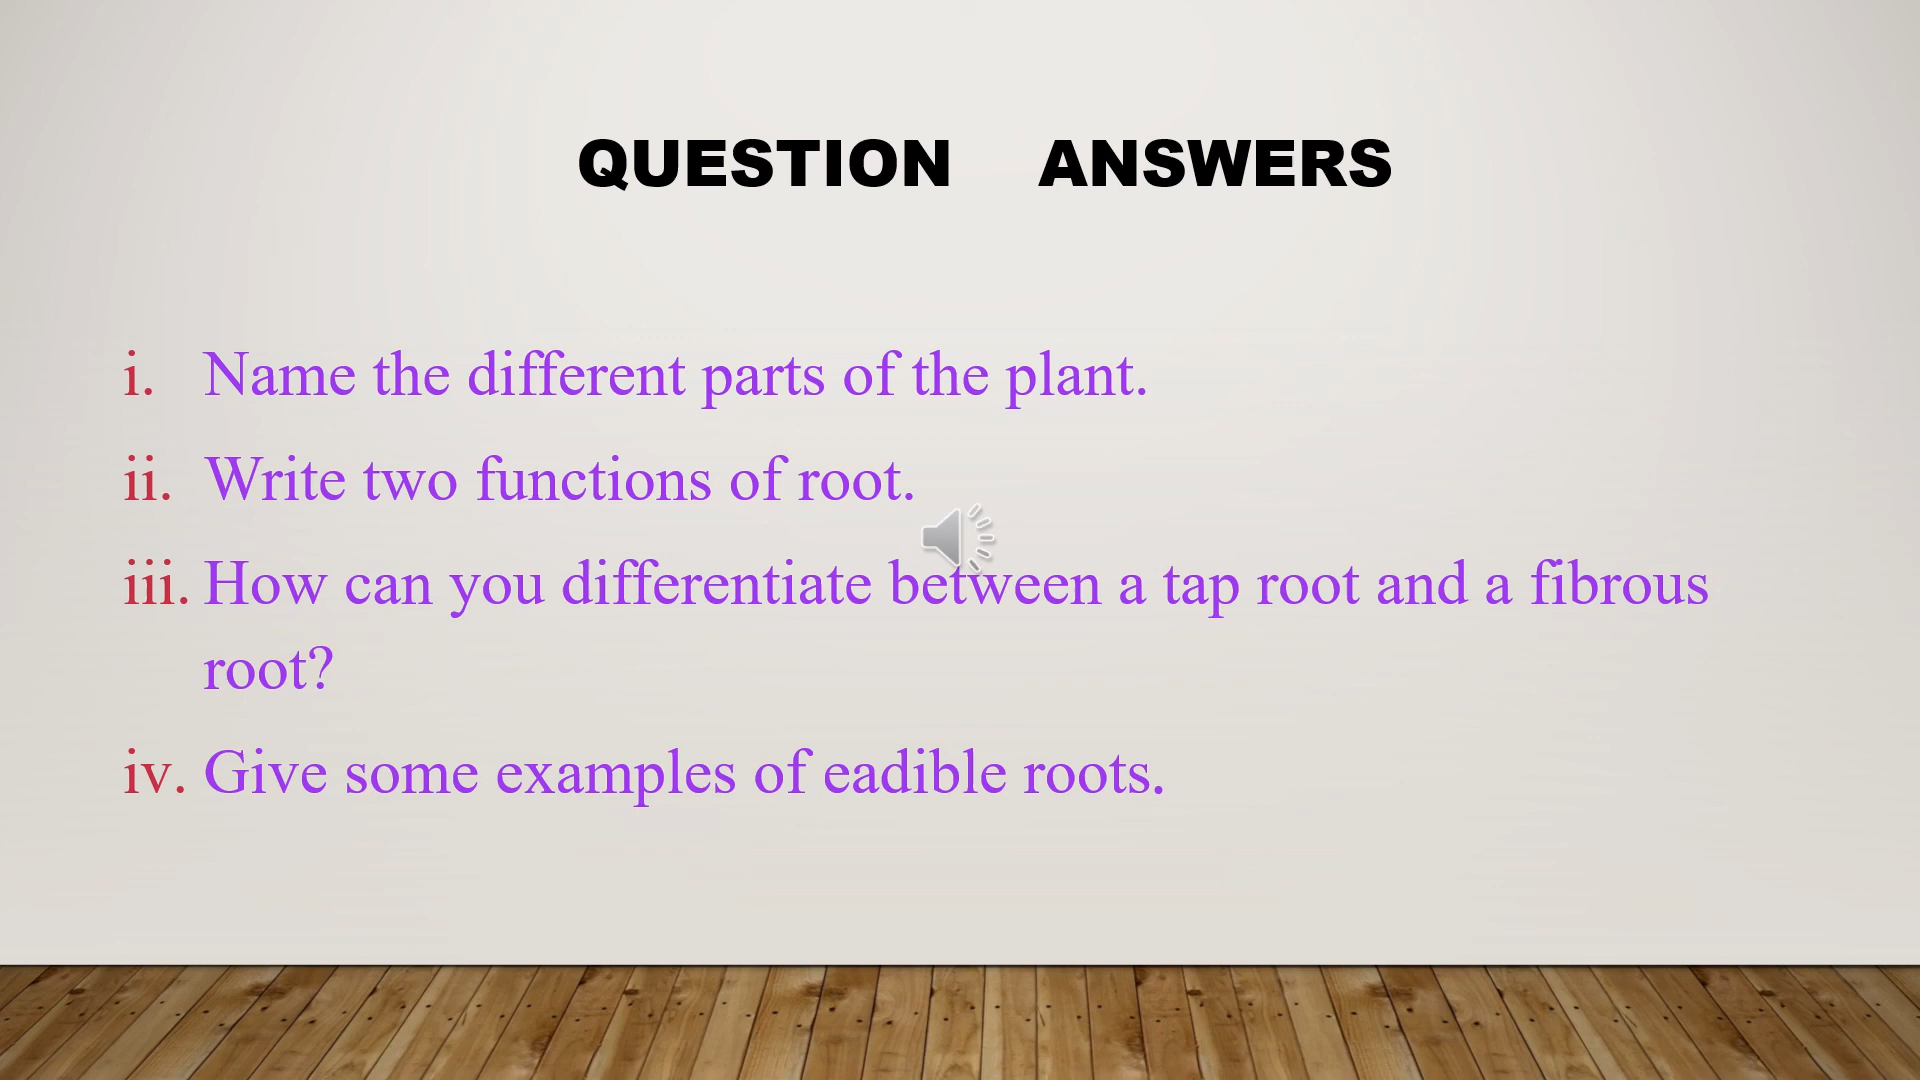 QUESTION ANSWERS
i. Name the different parts of the plant.
ii. Write two functions of root.
iii. How can you differentiate between a tap root and a fibrous
root?
iv. Give some examples of eadible roots.